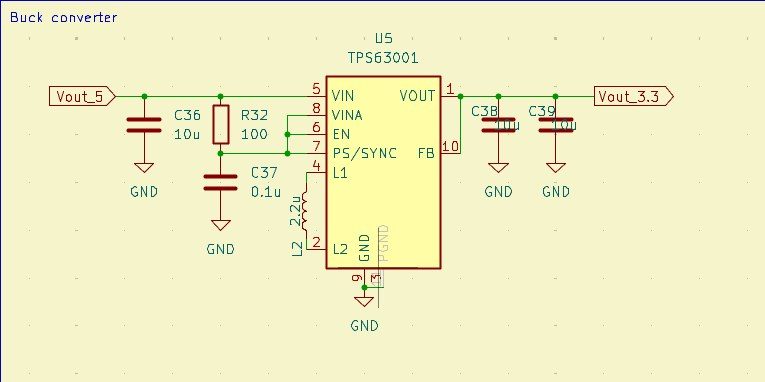 Buck converter
U5
TPS63001
Vout_5
C36
10u
R32
100
C37
0.1u
GND
GND
5
VIN
8
VINA
6
EN
7
PS/SYNC
4
L1
2.2u
L2
2
L2
VOUT
1
FB
10
GND
PGND
9
3
GND
C38
10u
C39
10u
Vout_3.3
GND
GND